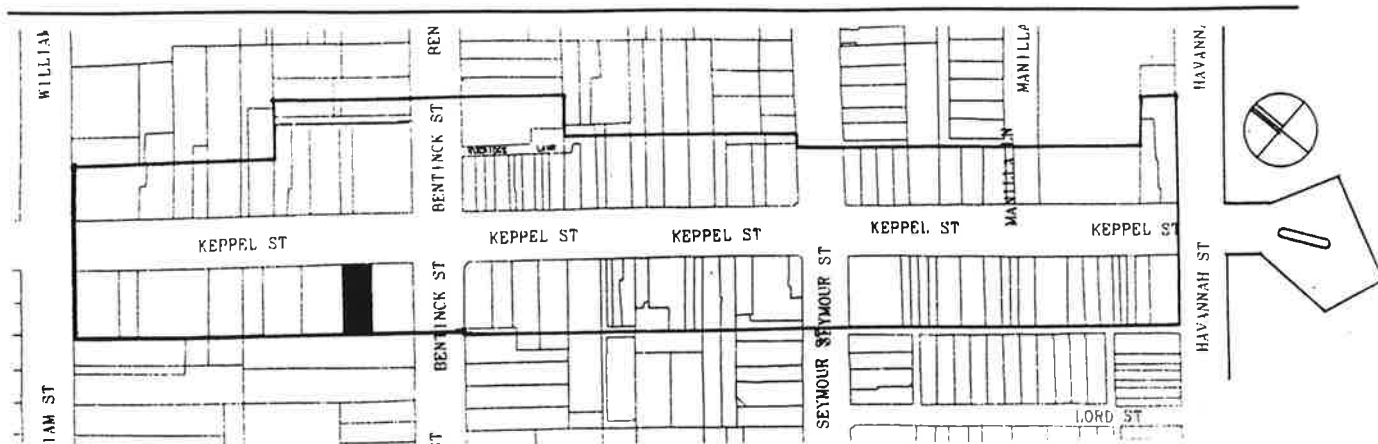 WILLIAM
BEN
MANILLA
HAVANNA
BENTINCK ST
MANILLA LN
KEPPEL ST
KEPPEL ST
KEPPEL ST
KEPPEL ST
KEPPEL ST
BENTINCK ST
SEYMOUR ST
SEYMOUR
HAVANNAH ST
IAM ST
ST
LORD ST